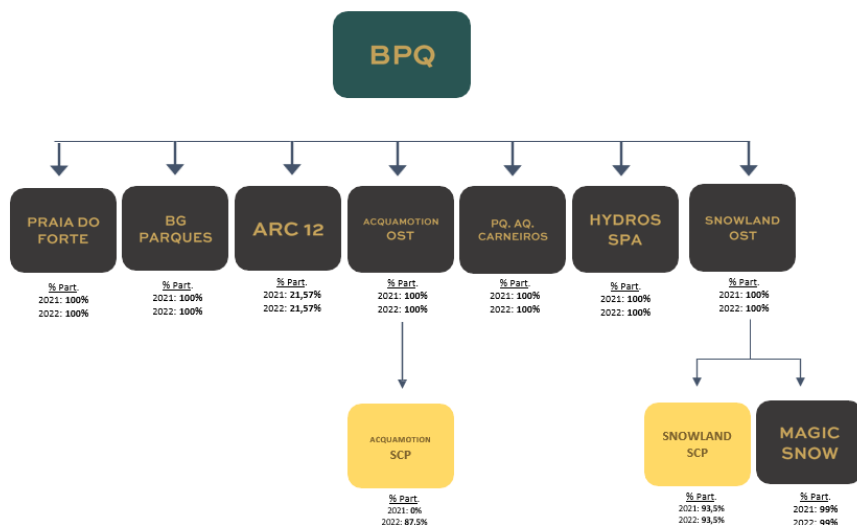 BPQ
PRAIA DO
FORTE
% Part.
2021: 100%
2022: 100%
BG
PARQUES
% Part.
2021: 100%
2022: 100%
ARC 12
% Part.
2021: 21,57%
2022: 21,57%
ACQUAMOTION
OST
% Part.
2021: 100%
2022: 100%
PQ. AQ.
CARNEIROS
% Part.
2021: 100%
2022: 100%
HYDROS
SPA
% Part.
2021: 100%
2022: 100%
SNOWLAND
OST
% Part.
2021: 100%
2022: 100%
ACQUAMOTION
SCP
% Part.
2021: 0%
2022: 87.5%
SNOWLAND
SCP
% Part.
2021: 93,5%
2022: 93,5%
MAGIC
SNOW
% Part.
2021: 99%
2022: 99%